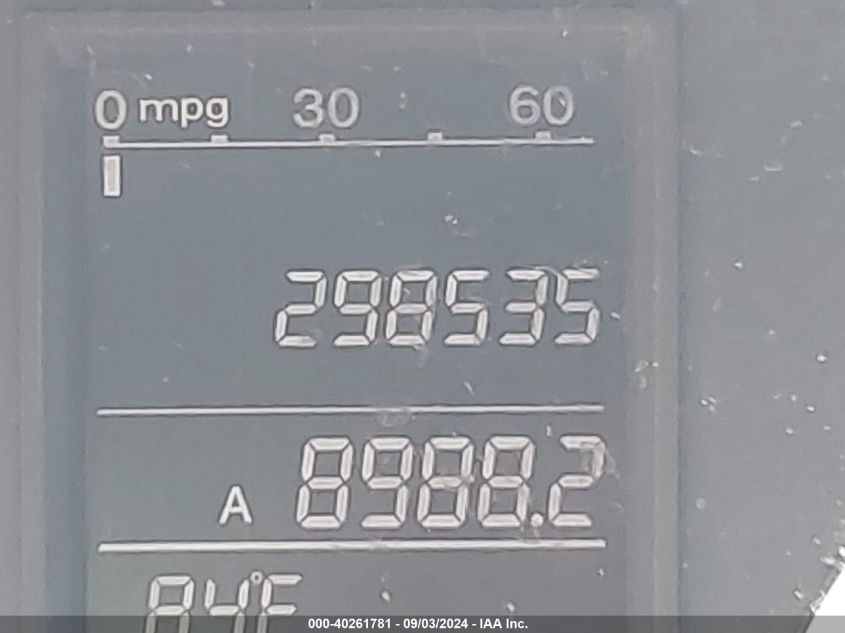 0 mpg 30 60
298535
A 8988.2
84°F
000-40261781 - 09/03/2024 - IAA Inc.